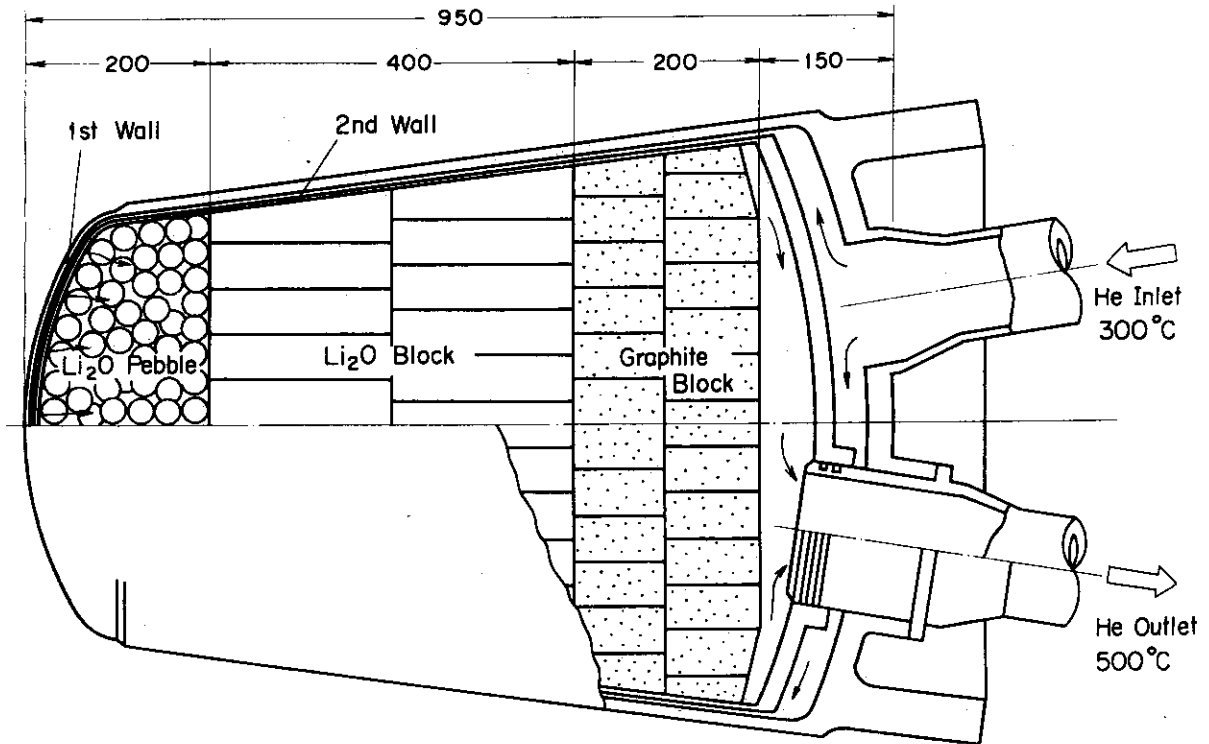 950
200
400
200
150
1st Wall
2nd Wall
Li₂O Pebble
Li₂O Block
Graphite
Block
He Inlet
300°C
He Outlet
500°C